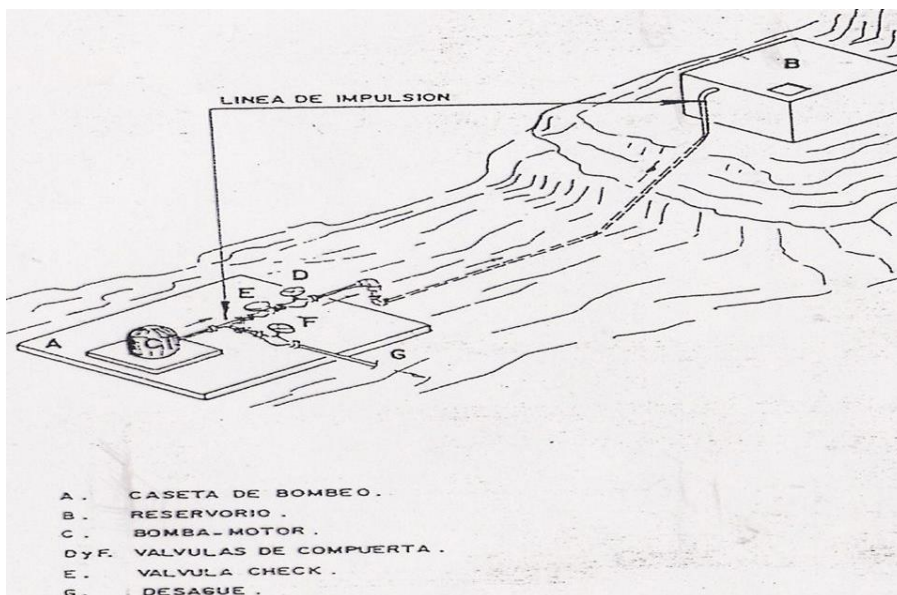 B
LINEA DE IMPULSION
D
E
F
A
C
G
A. CASETA DE BOMBEO.
B. RESERVORIO.
C. BOMBA-MOTOR.
D y F. VALVULAS DE COMPUERTA.
E. VALVULA CHECK.
G. DESAGUE.